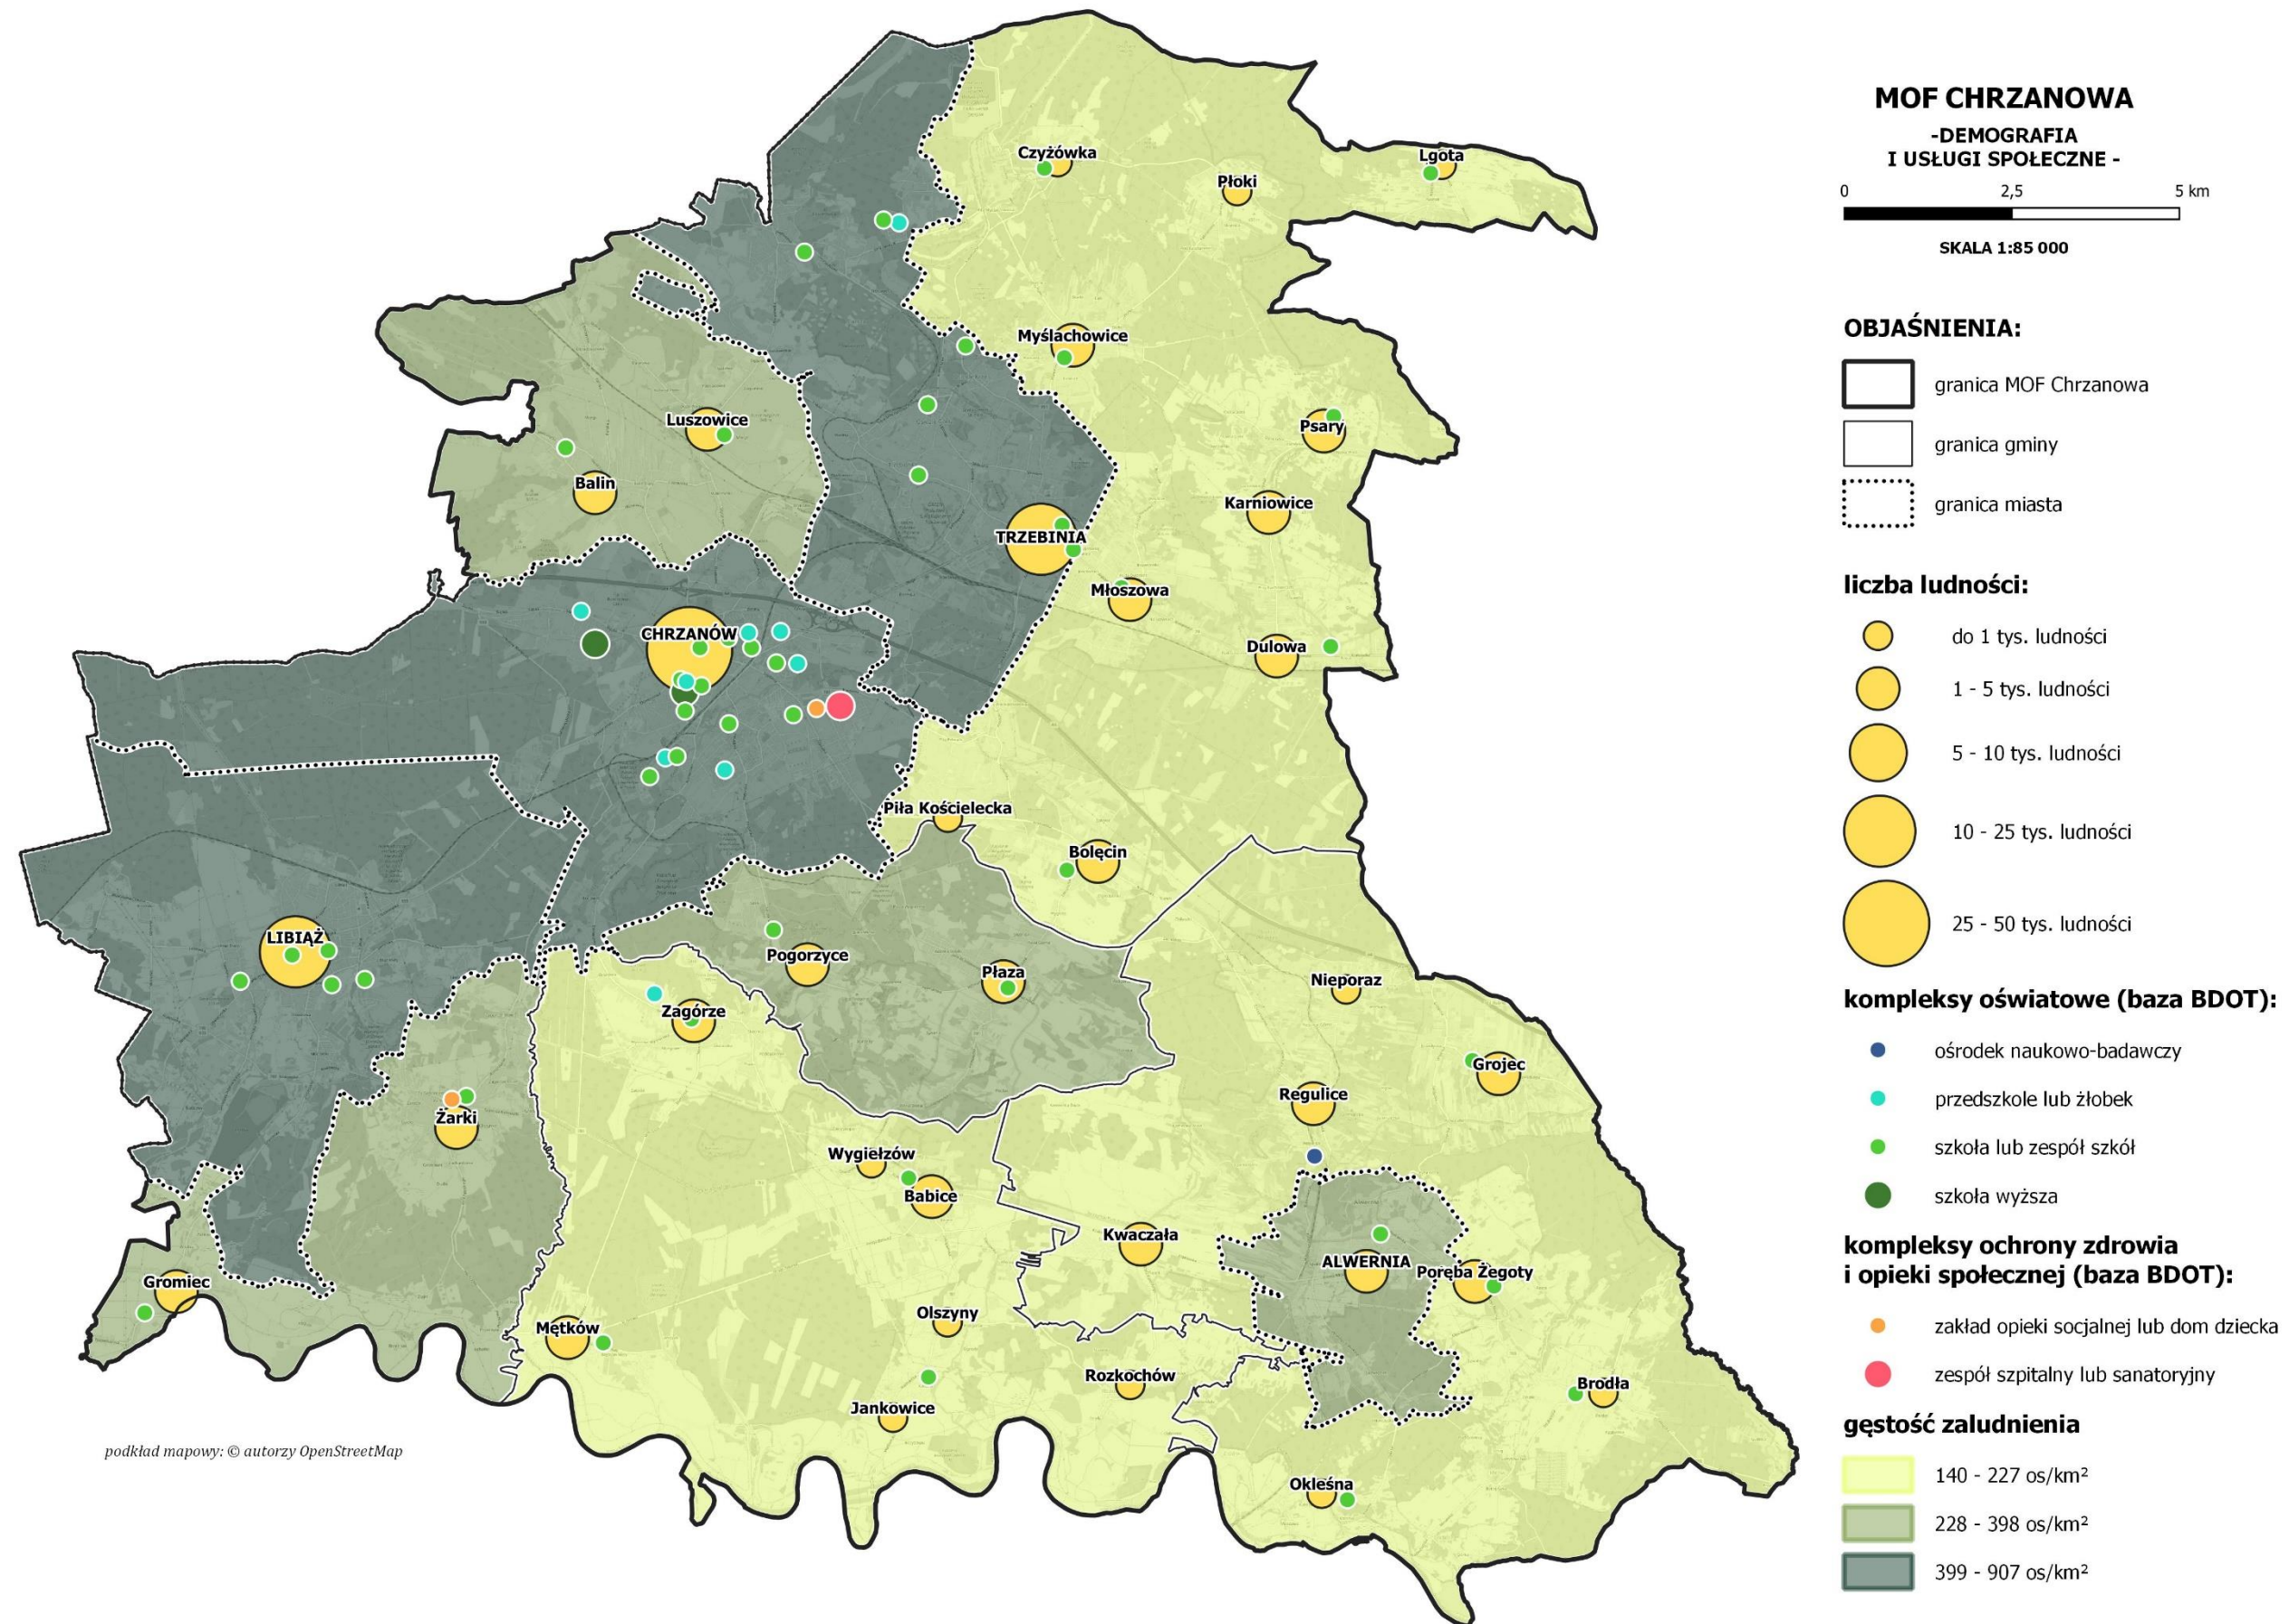 MOF CHRZANOWA
-DEMOGRAFIA
I USŁUGI SPOŁECZNE -
0 2,5 5 km
SKALA 1:85 000
OBJAŚNIENIA:
granica MOF Chrzanowa
granica gminy
granica miasta
liczba ludności:
do 1 tys. ludności
1 - 5 tys. ludności
5 - 10 tys. ludności
10 - 25 tys. ludności
25 - 50 tys. ludności
kompleksy oświatowe (baza BDOT):
ośrodek naukowo-badawczy
przedszkole lub żłobek
szkoła lub zespół szkół
szkoła wyższa
kompleksy ochrony zdrowia
i opieki społecznej (baza BDOT):
zakład opieki socjalnej lub dom dziecka
zespół szpitalny lub sanatoryjny
gęstość zaludnienia
140 - 227 os/km²
228 - 398 os/km²
399 - 907 os/km²
Czyżówka
Lgota
Płoki
Myślachowice
Luszowice
Psary
Balin
Karniowice
TRZEBINIA
Młoszowa
CHRZANÓW
Dulowa
Piła Kościelecka
Bolęcin
LIBIĄŻ
Pogorzyce
Płaza
Nieporaz
Zagórze
Grojec
Regulice
Żarki
Wygiełzów
Babice
Kwaczała
ALWERNIA
Poręba Żegoty
Gromiec
Olszyny
Mętków
Rozkochów
Brodła
Jankowice
Okleśna
podkład mapowy: © autorzy OpenStreetMap